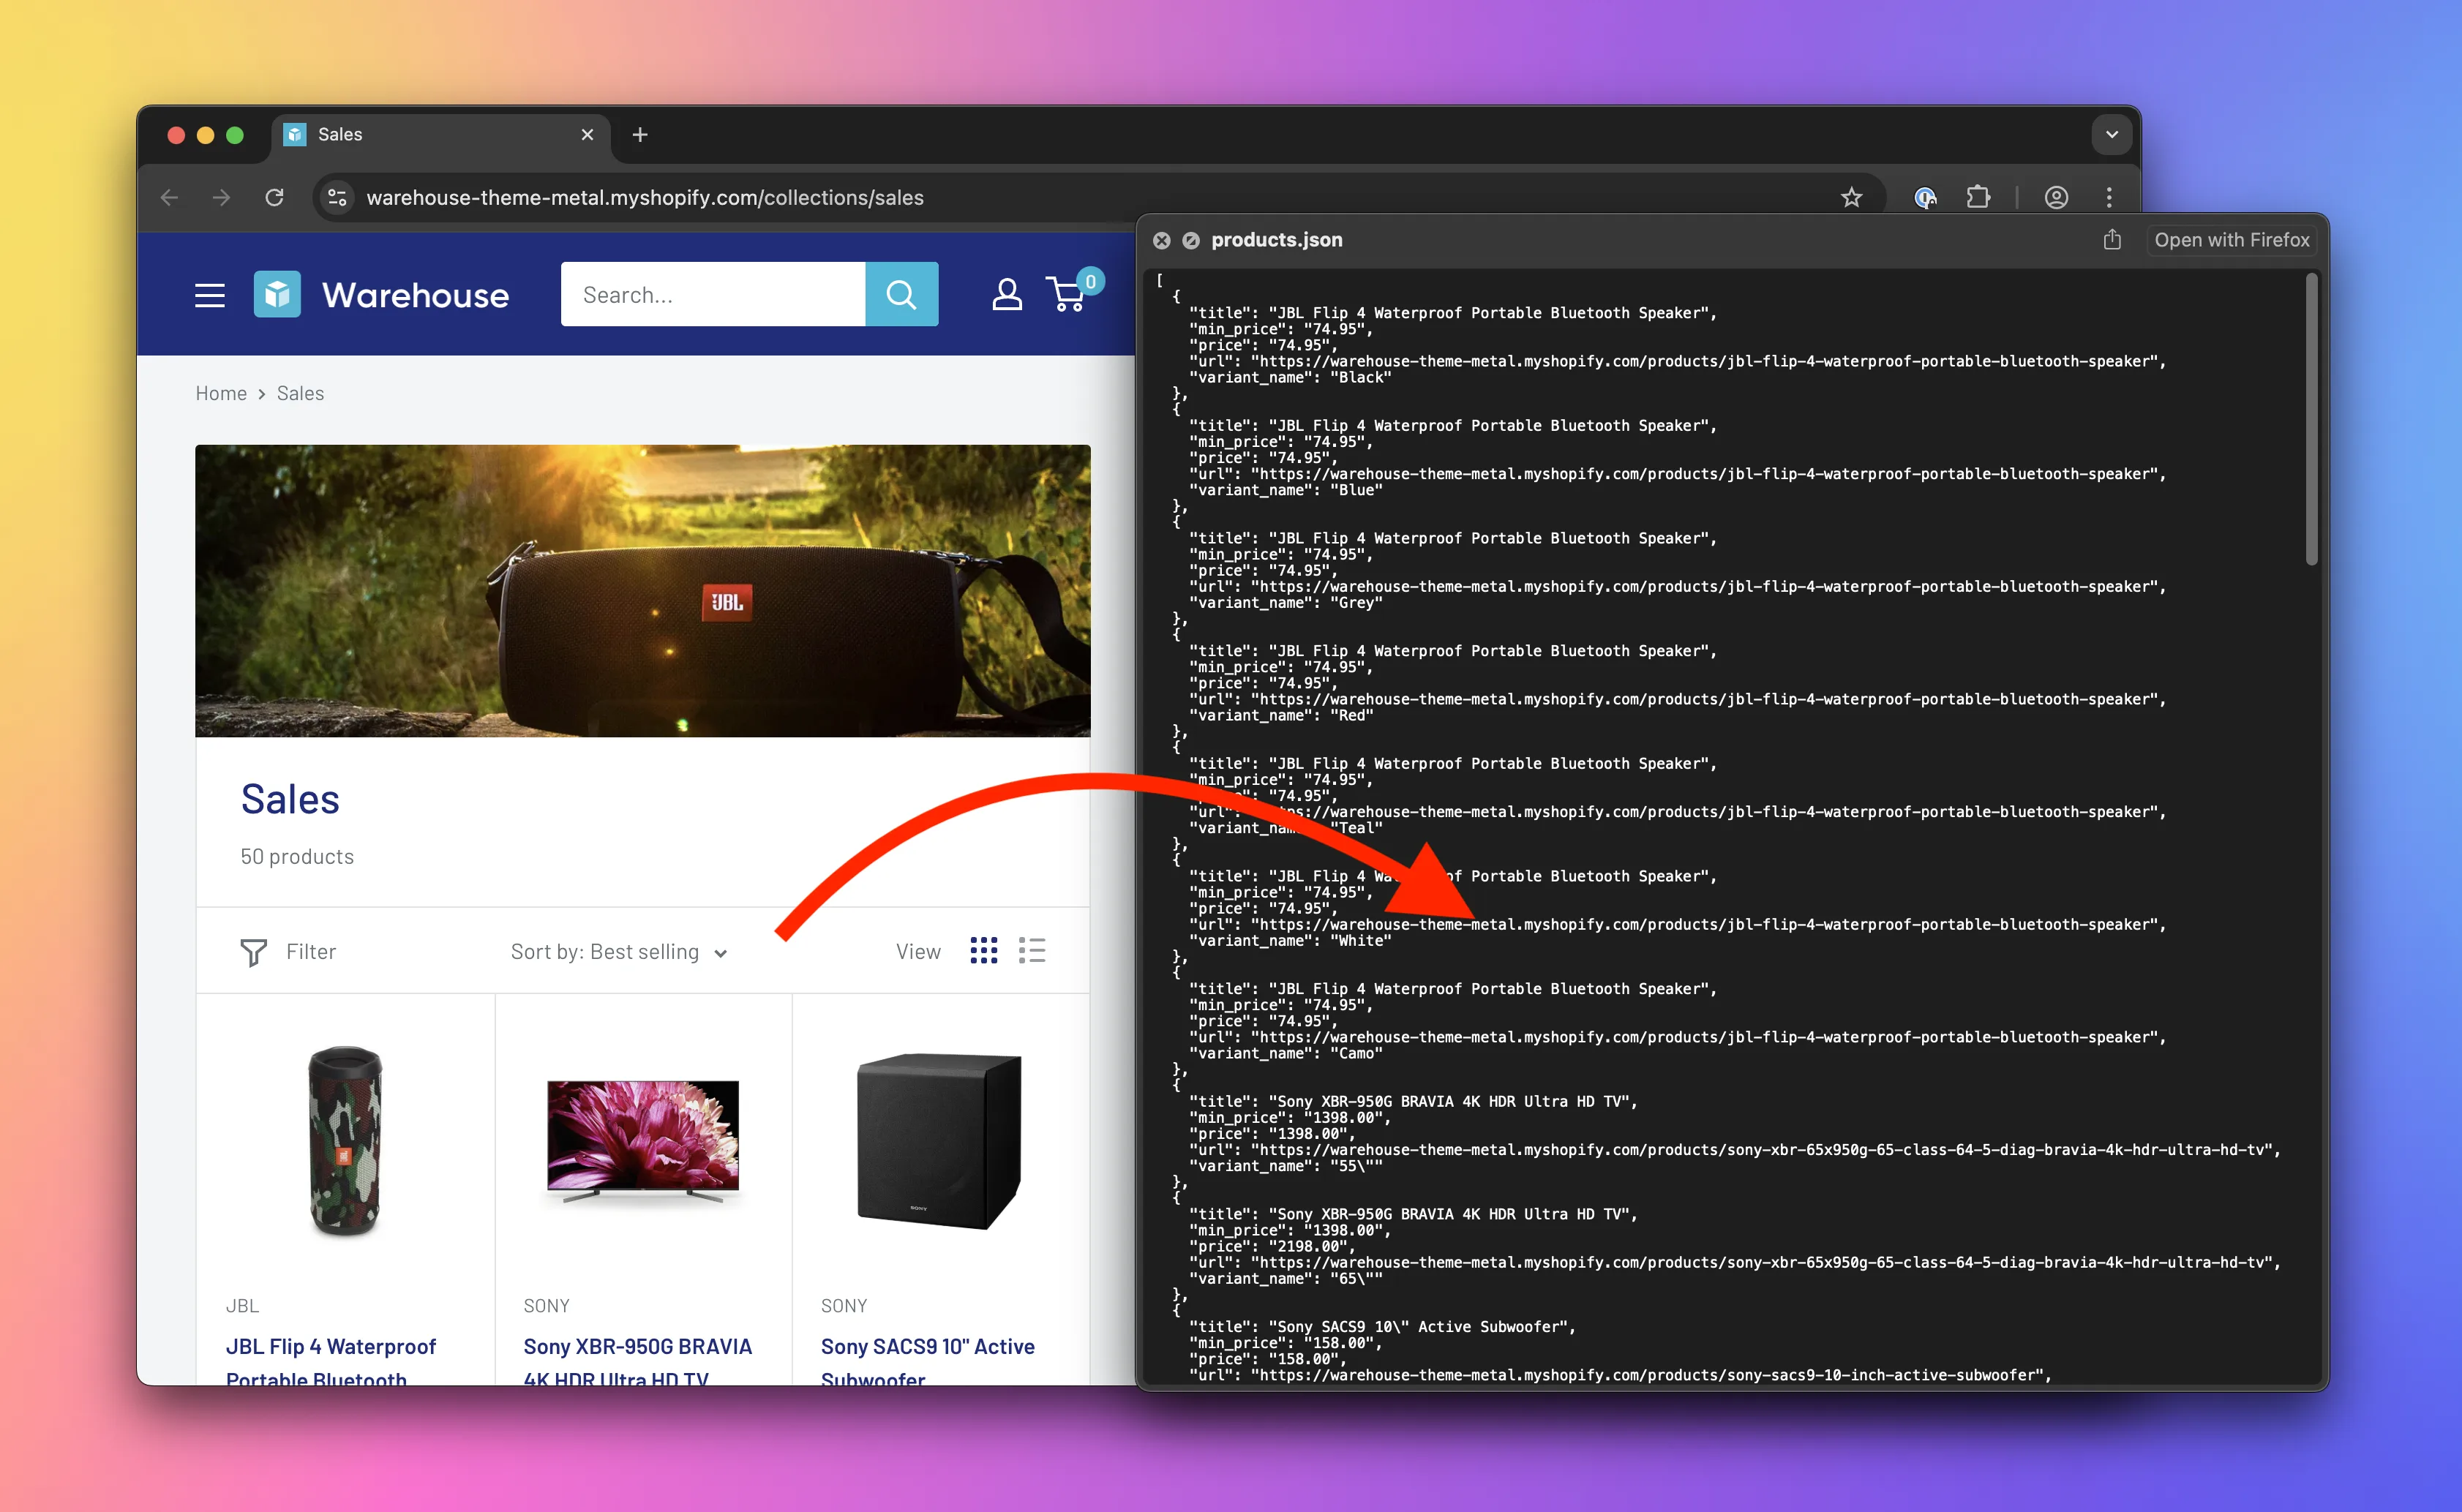 Sales
warehouse-theme-metal.myshopify.com/collections/sales
Warehouse
Search...
0
Home > Sales
JBL
Sales
50 products
Filter
Sort by: Best selling
View
SONY
JBL
JBL Flip 4 Waterproof
Portable Bluetooth
SONY
Sony XBR-950G BRAVIA
4K HDR Ultra HD TV
SONY
Sony SACS9 10" Active
Subwoofer
products.json
Open with Firefox
[
{
"title": "JBL Flip 4 Waterproof Portable Bluetooth Speaker",
"min_price": "74.95",
"price": "74.95",
"url": "https://warehouse-theme-metal.myshopify.com/products/jbl-flip-4-waterproof-portable-bluetooth-speaker",
"variant_name": "Black"
},
{
"title": "JBL Flip 4 Waterproof Portable Bluetooth Speaker",
"min_price": "74.95",
"price": "74.95",
"url": "https://warehouse-theme-metal.myshopify.com/products/jbl-flip-4-waterproof-portable-bluetooth-speaker",
"variant_name": "Blue"
},
{
"title": "JBL Flip 4 Waterproof Portable Bluetooth Speaker",
"min_price": "74.95",
"price": "74.95",
"url": "https://warehouse-theme-metal.myshopify.com/products/jbl-flip-4-waterproof-portable-bluetooth-speaker",
"variant_name": "Grey"
},
{
"title": "JBL Flip 4 Waterproof Portable Bluetooth Speaker",
"min_price": "74.95",
"price": "74.95",
"url": "https://warehouse-theme-metal.myshopify.com/products/jbl-flip-4-waterproof-portable-bluetooth-speaker",
"variant_name": "Red"
},
{
"title": "JBL Flip 4 Waterproof Portable Bluetooth Speaker",
"min_price": "74.95",
"price": "74.95",
"url": "https://warehouse-theme-metal.myshopify.com/products/jbl-flip-4-waterproof-portable-bluetooth-speaker",
"variant_name": "Teal"
},
{
"title": "JBL Flip 4 Waterproof Portable Bluetooth Speaker",
"min_price": "74.95",
"price": "74.95",
"url": "https://warehouse-theme-metal.myshopify.com/products/jbl-flip-4-waterproof-portable-bluetooth-speaker",
"variant_name": "White"
},
{
"title": "JBL Flip 4 Waterproof Portable Bluetooth Speaker",
"min_price": "74.95",
"price": "74.95",
"url": "https://warehouse-theme-metal.myshopify.com/products/jbl-flip-4-waterproof-portable-bluetooth-speaker",
"variant_name": "Camo"
},
{
"title": "Sony XBR-950G BRAVIA 4K HDR Ultra HD TV",
"min_price": "1398.00",
"price": "1398.00",
"url": "https://warehouse-theme-metal.myshopify.com/products/sony-xbr-65x950g-65-class-64-5-diag-bravia-4k-hdr-ultra-hd-tv",
"variant_name": "55\""
},
{
"title": "Sony XBR-950G BRAVIA 4K HDR Ultra HD TV",
"min_price": "1398.00",
"price": "2198.00",
"url": "https://warehouse-theme-metal.myshopify.com/products/sony-xbr-65x950g-65-class-64-5-diag-bravia-4k-hdr-ultra-hd-tv",
"variant_name": "65\""
},
{
"title": "Sony SACS9 10\" Active Subwoofer",
"min_price": "158.00",
"price": "158.00",
"url": "https://warehouse-theme-metal.myshopify.com/products/sony-sacs9-10-inch-active-subwoofer",